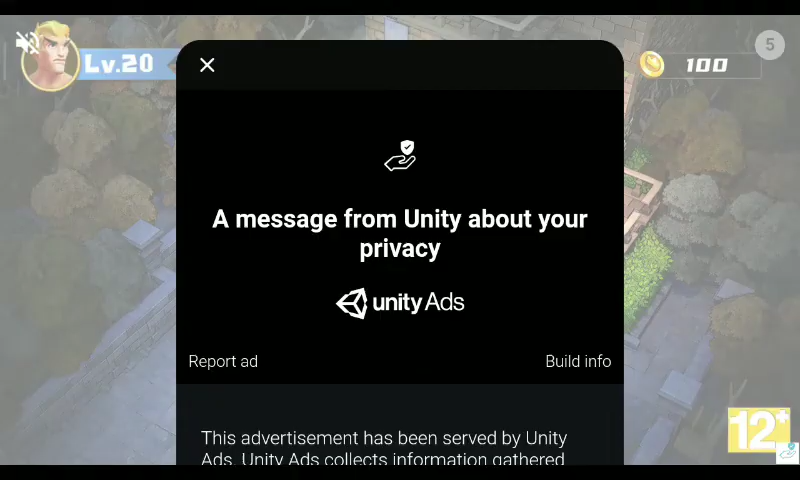 Lv.20
5
100
A message from Unity about your
privacy
unity Ads
Report ad
Build info
This advertisement has been served by Unity
Ads. Unity Ads collects information gathered
12+